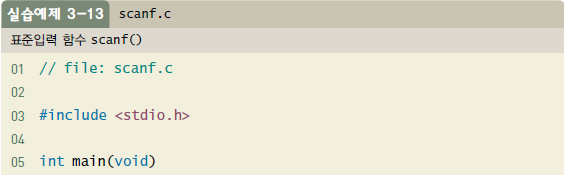 실습예제 3-13 scanf.c
표준입력 함수 scanf()
01 // file: scanf.c
02
03 #include <stdio.h>
04
05 int main(void)